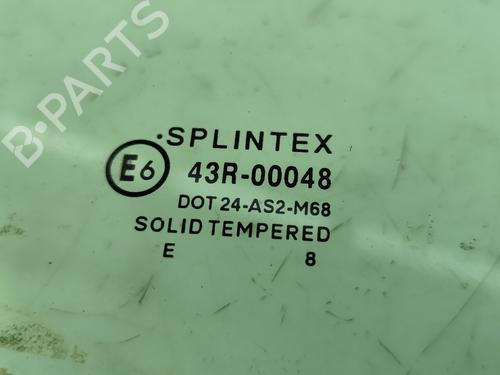 B-PARTS
.SPLINTEX
E6 43R-00048
DOT 24-AS2-M68
SOLID TEMPERED
E 8